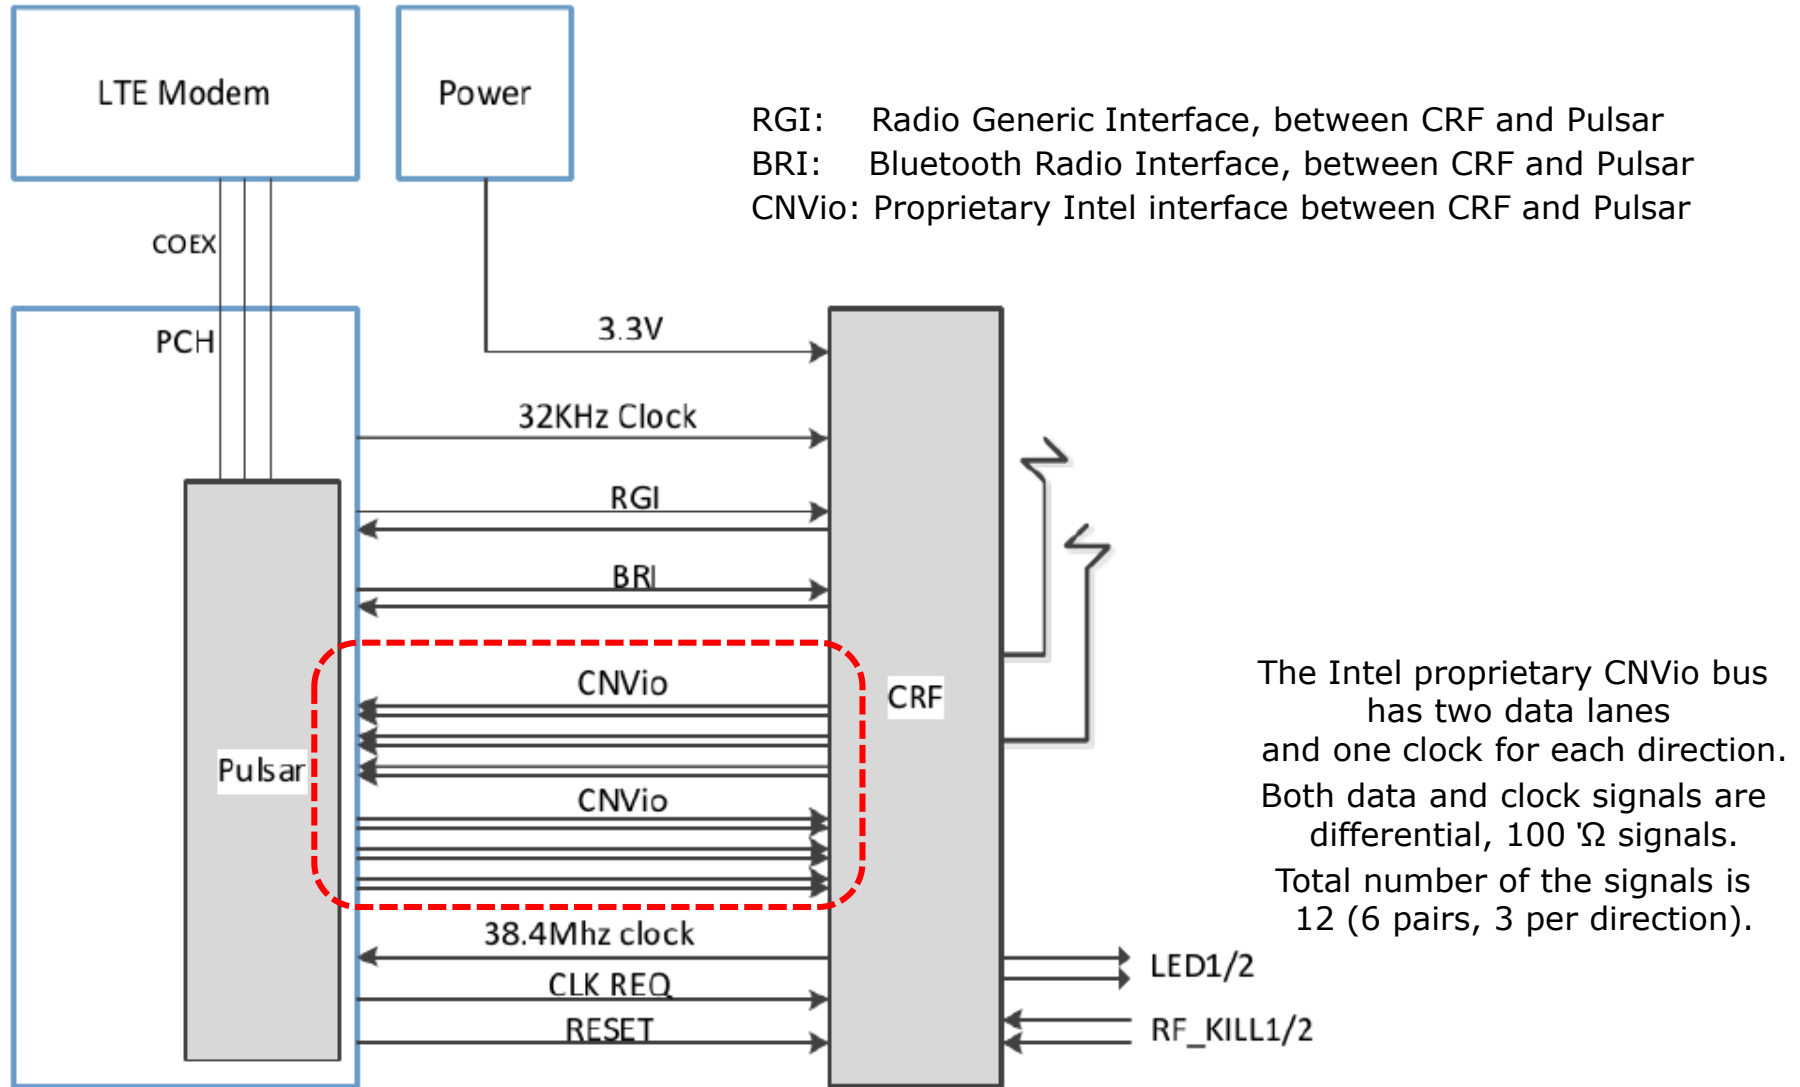 LTE Modem
Power
RGI: Radio Generic Interface, between CRF and Pulsar
BRI: Bluetooth Radio Interface, between CRF and Pulsar
CNVio: Proprietary Intel interface between CRF and Pulsar
COEX
PCH
3.3V
32KHz Clock
RGI
BRI
CNVio
CRF
Pulsar
CNVio
The Intel proprietary CNVio bus
has two data lanes
and one clock for each direction.
Both data and clock signals are
differential, 100 Ώ signals.
Total number of the signals is
12 (6 pairs, 3 per direction).
38.4Mhz clock
LED1/2
CLK REQ
RESET
RF_KILL1/2